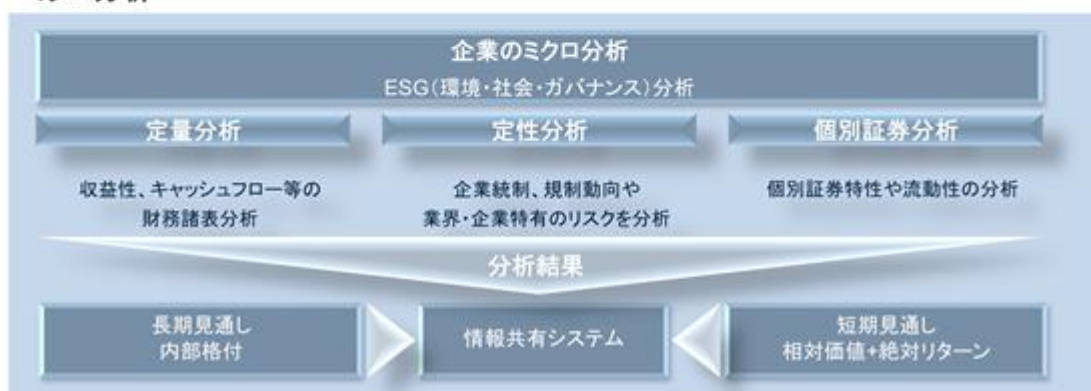 企業のミクロ分析
ESG(環境・社会・ガバナンス)分析
定量分析
定性分析
個別証券分析
収益性、キャッシュフロー等の
財務諸表分析
企業統制、規制動向や
業界・企業特有のリスクを分析
個別証券特性や流動性の分析
分析結果
長期見通し
内部格付
情報共有システム
短期見通し
相対価値+絶対リターン